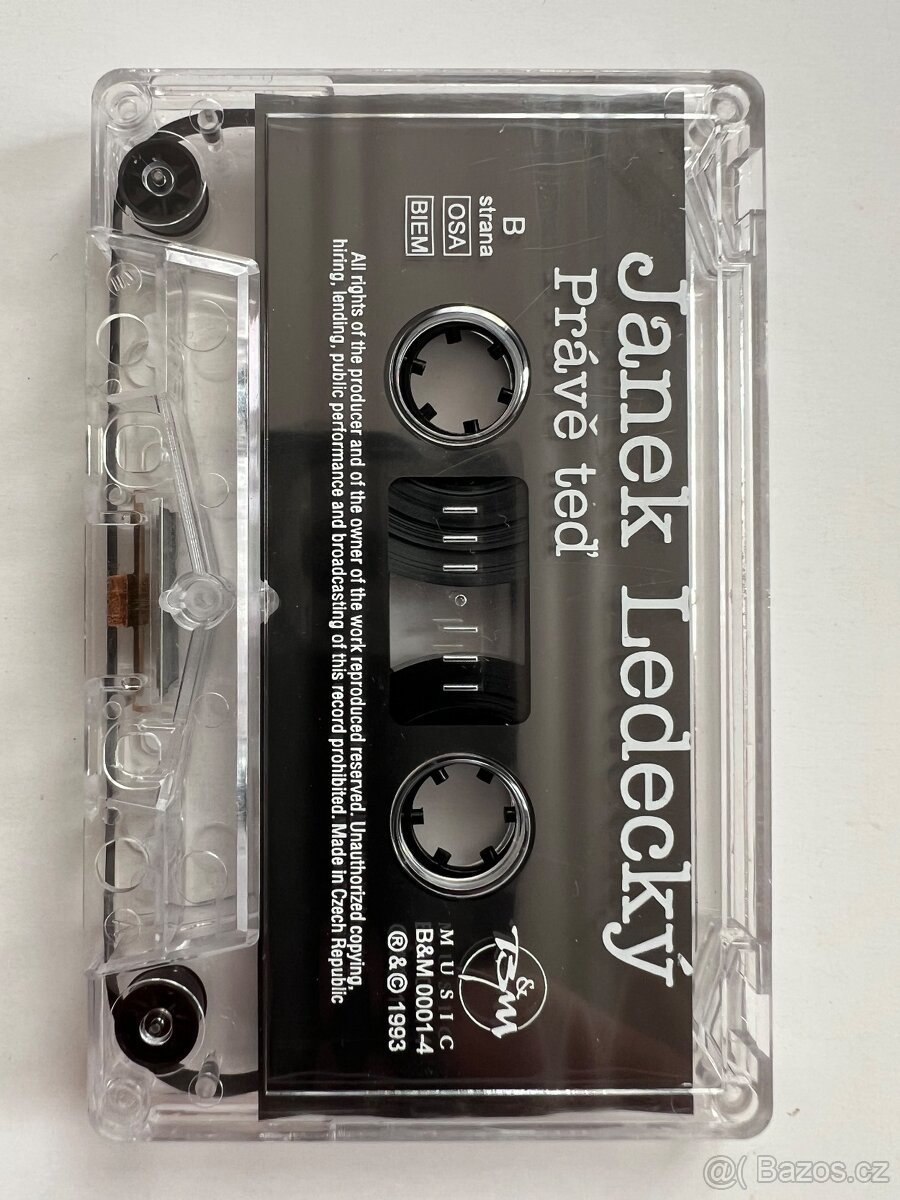 Janek Ledecký
Právě teď
B
strana
OSA
BIEM
B&M
MUSIC
B&M 0001-4
®&© 1993
All rights of the producer and of the owner of the work reproduced reserved. Unauthorized copying,
hiring, lending, public performance and broadcasting of this record prohibited. Made in Czech Republic
@( Bazos.cz